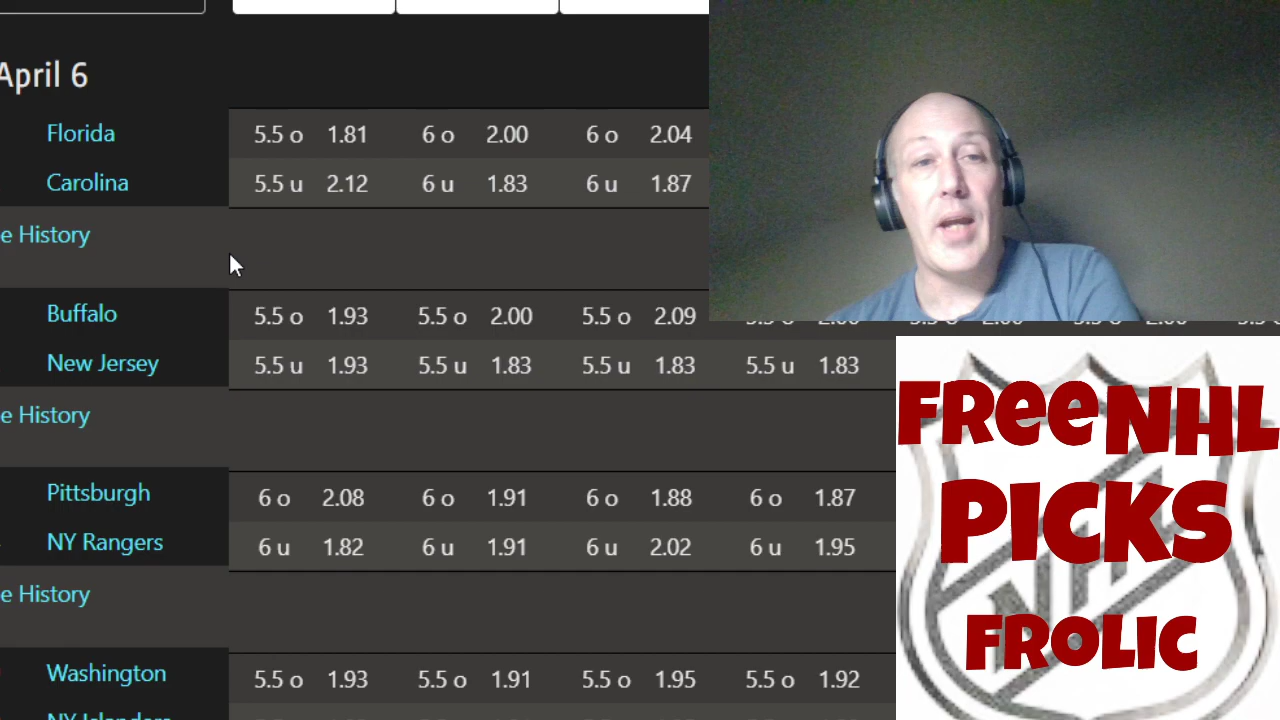 April 6
Florida 5.5 o 1.81 6 o 2.00 6 o 2.04
Carolina 5.5 u 2.12 6 u 1.83 6 u 1.87
e History
Buffalo 5.5 o 1.93 5.5 o 2.00 5.5 o 2.09
New Jersey 5.5 u 1.93 5.5 u 1.83 5.5 u 1.83 5.5 u 1.83
e History
Pittsburgh 6 o 2.08 6 o 1.91 6 o 1.88 6 o 1.87
NY Rangers 6 u 1.82 6 u 1.91 6 u 2.02 6 u 1.95
e History
Washington 5.5 o 1.93 5.5 o 1.91 5.5 o 1.95 5.5 o 1.92
NY Islanders
FRee NHL
PICKS
FROLIC
NHL